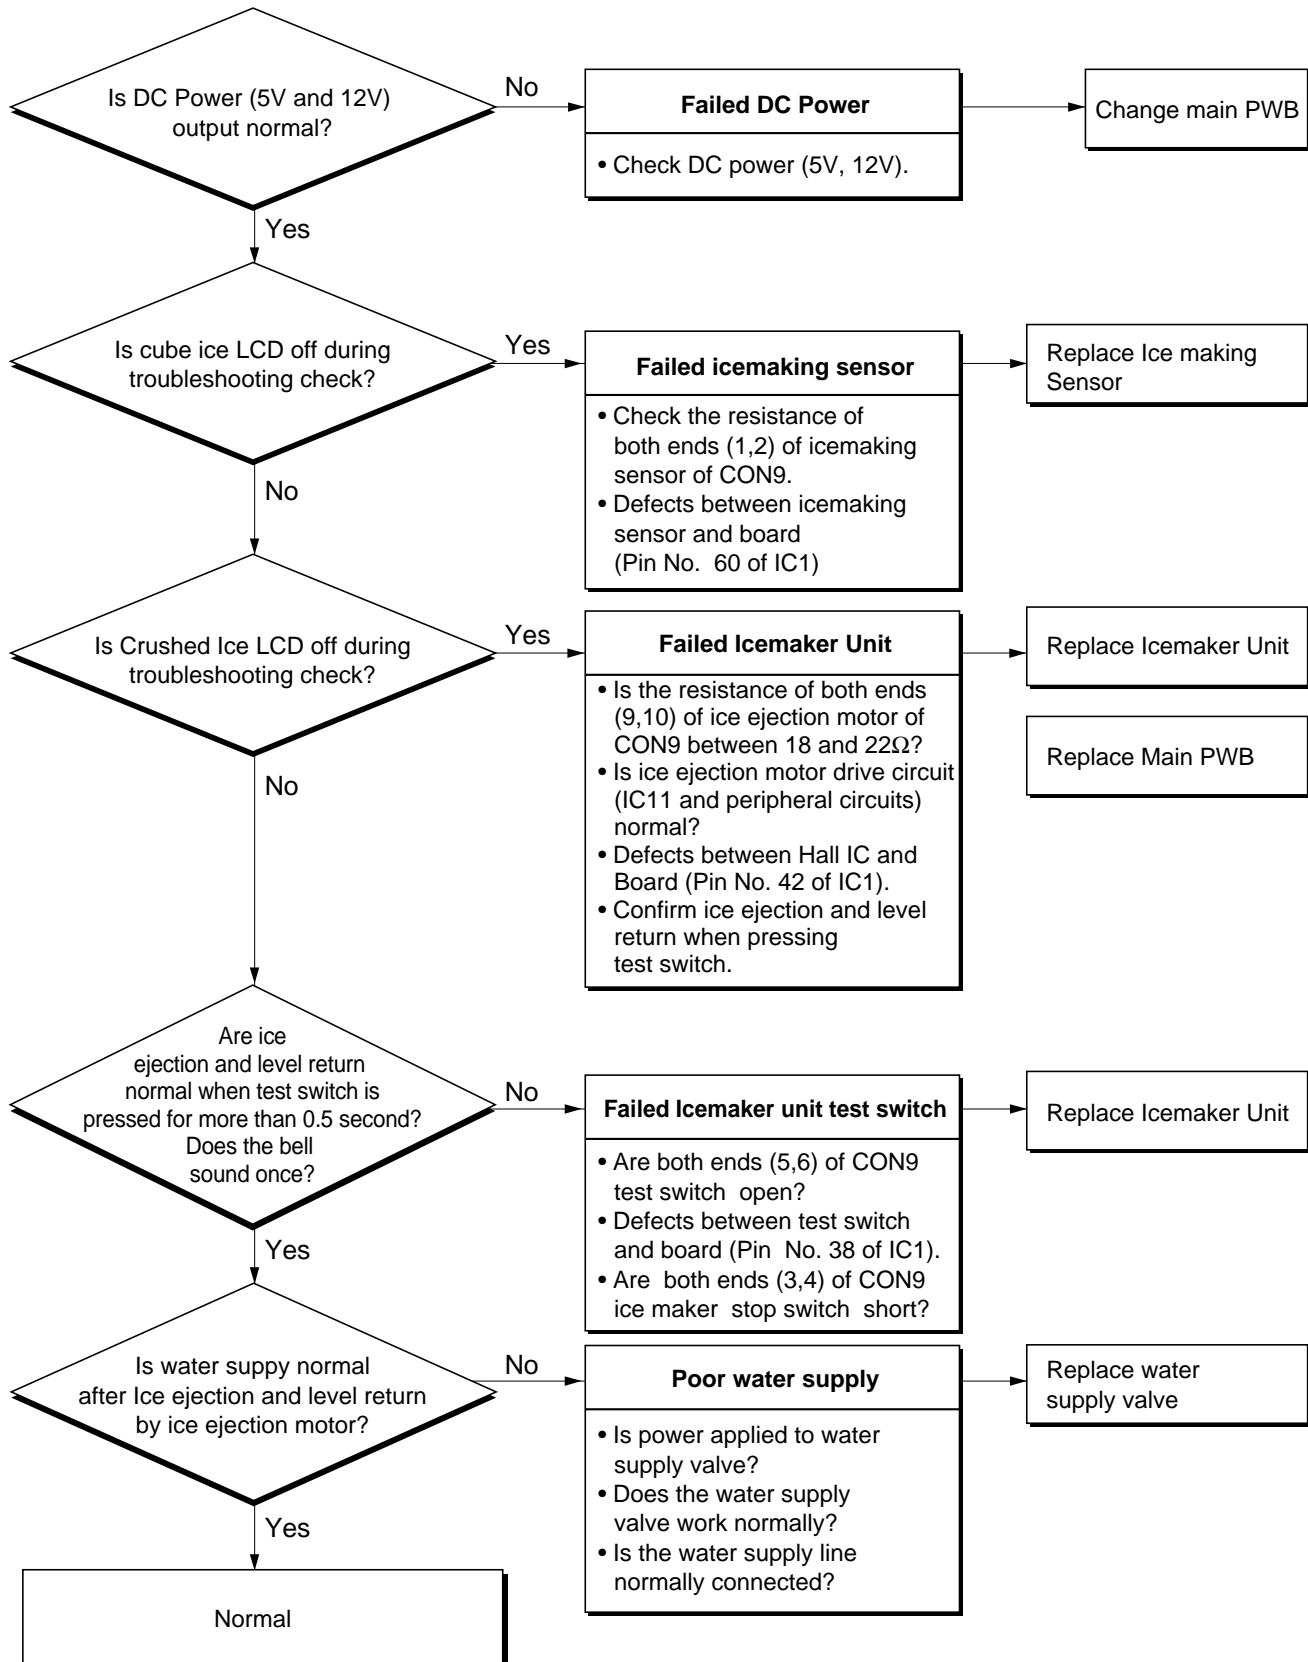 Is DC Power (5V and 12V)
output normal?
No
Failed DC Power
• Check DC power (5V, 12V).
Change main PWB
Yes
Is cube ice LCD off during
troubleshooting check?
Yes
Failed icemaking sensor
• Check the resistance of
both ends (1,2) of icemaking
sensor of CON9.
• Defects between icemaking
sensor and board
(Pin No. 60 of IC1)
Replace Ice making
Sensor
No
Is Crushed Ice LCD off during
troubleshooting check?
Yes
Failed Icemaker Unit
• Is the resistance of both ends
(9,10) of ice ejection motor of
CON9 between 18 and 22Ω?
• Is ice ejection motor drive circuit
(IC11 and peripheral circuits)
normal?
• Defects between Hall IC and
Board (Pin No. 42 of IC1).
• Confirm ice ejection and level
return when pressing
test switch.
Replace Icemaker Unit
Replace Main PWB
No
Are ice
ejection and level return
normal when test switch is
pressed for more than 0.5 second?
Does the bell
sound once?
No
Failed Icemaker unit test switch
• Are both ends (5,6) of CON9
test switch open?
• Defects between test switch
and board (Pin No. 38 of IC1).
• Are both ends (3,4) of CON9
ice maker stop switch short?
Replace Icemaker Unit
Yes
Is water suppy normal
after Ice ejection and level return
by ice ejection motor?
No
Poor water supply
• Is power applied to water
supply valve?
• Does the water supply
valve work normally?
• Is the water supply line
normally connected?
Replace water
supply valve
Yes
Normal